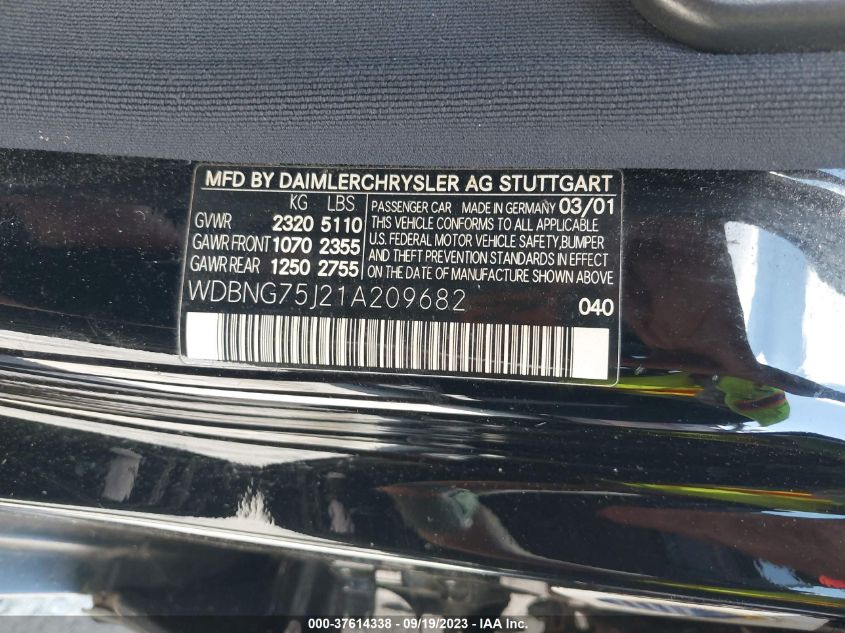 MFD BY DAIMLERCHRYSLER AG STUTTGART
KG LBS
GVWR 2320 5110
GAWR FRONT 1070 2355
GAWR REAR 1250 2755
PASSENGER CAR MADE IN GERMANY 03/01
THIS VEHICLE CONFORMS TO ALL APPLICABLE
U.S. FEDERAL MOTOR VEHICLE SAFETY, BUMPER
AND THEFT PREVENTION STANDARDS IN EFFECT
ON THE DATE OF MANUFACTURE SHOWN ABOVE.
WDBNG75J21A209682 040
000-37614338 - 09/19/2023 - IAA Inc.